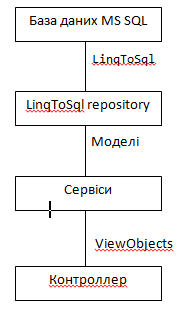 База даних MS SQL
LinqToSql
LinqToSql repository
Моделі
Сервіси
ViewObjects
Контроллер